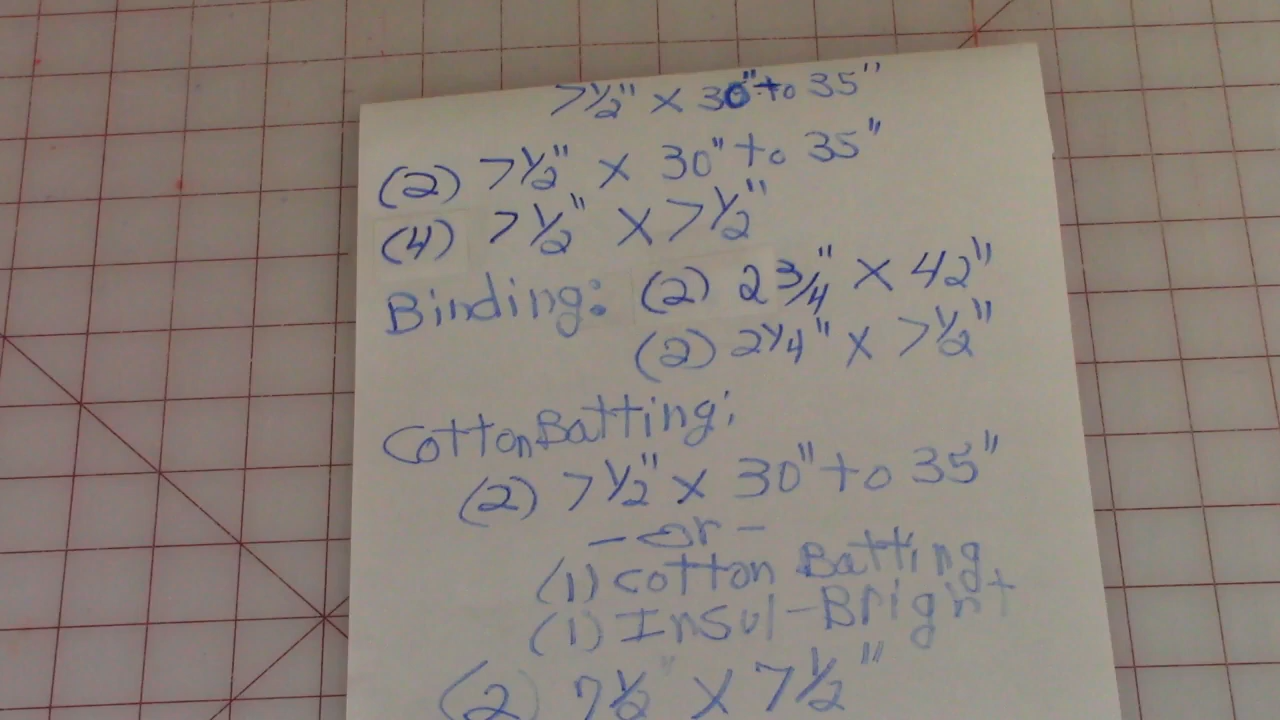 7½" x 30" to 35"
(2) 7½" x 30" to 35"
(4) 7½" x 7½"
Binding: (2) 2¾" x 42"
(2) 2¼" x 7½"
Cotton Batting:
(2) 7½" x 30" to 35"
- or -
(1) Cotton Batting
(1) Insul-Bright
(2) 7½" x 7½"